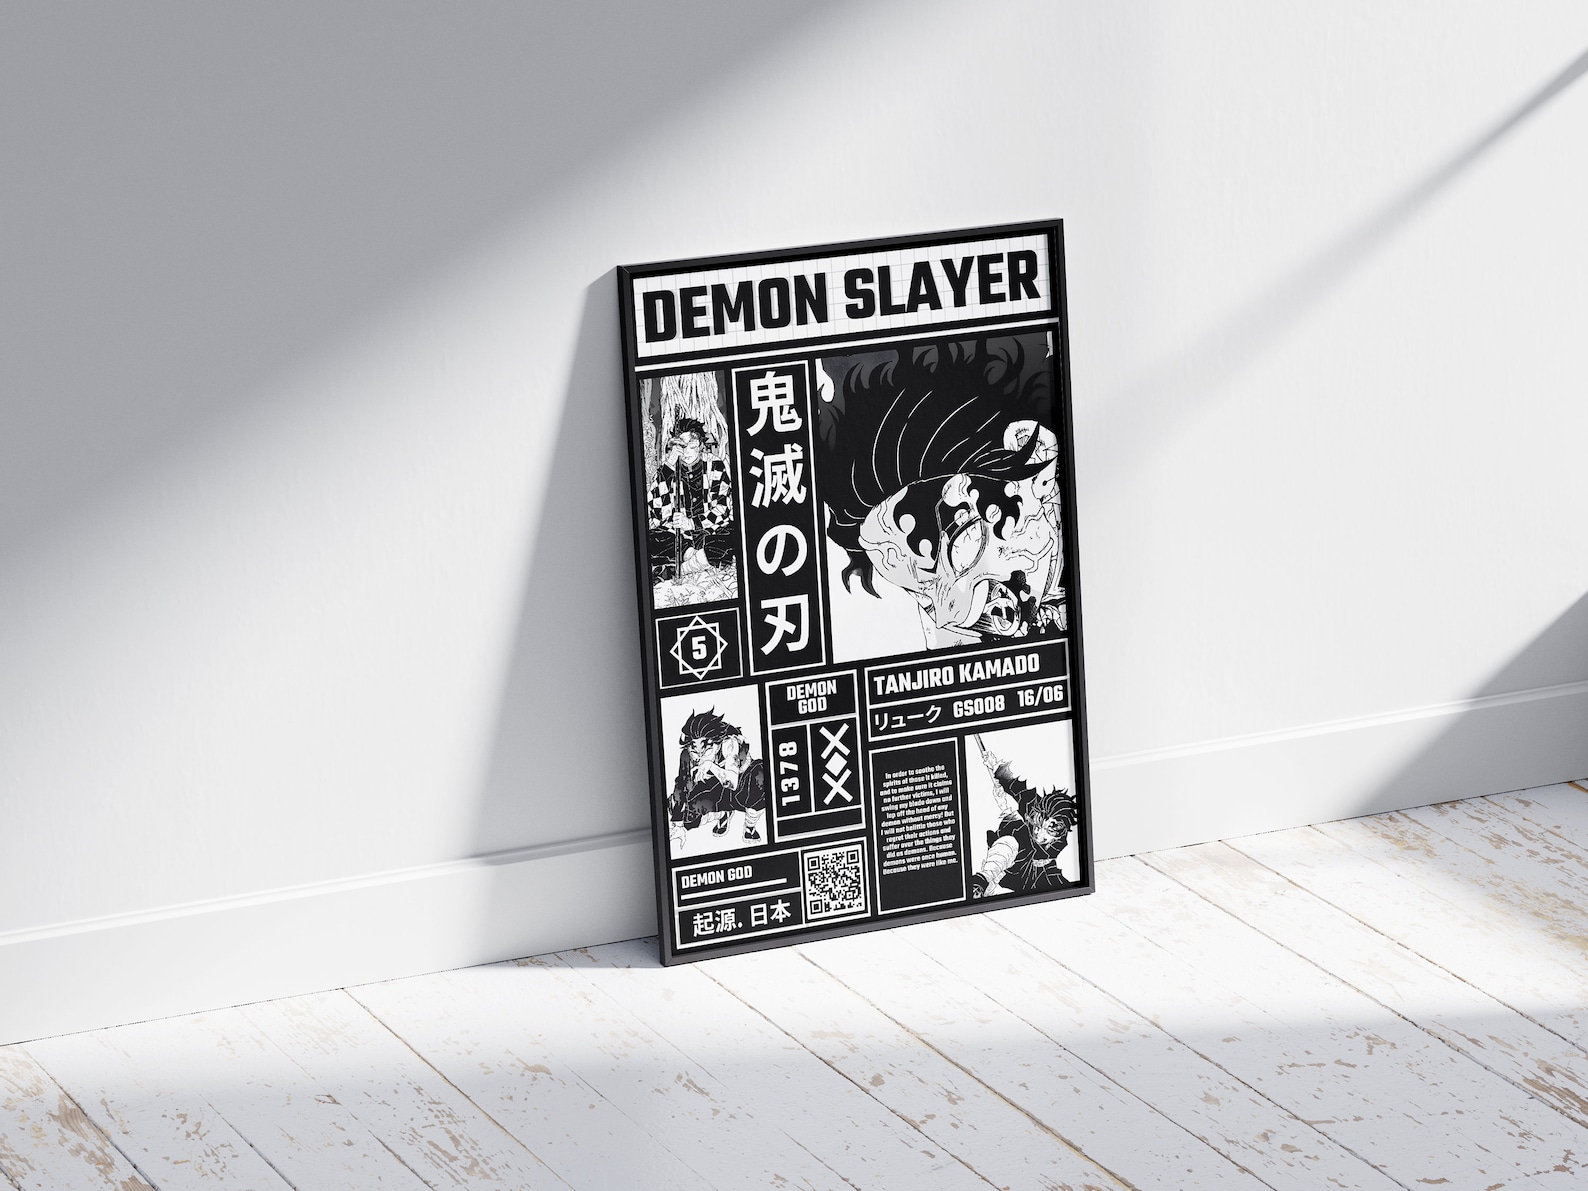 DEMON SLAYER
鬼
滅
の
刃
5
TANJIRO KAMADO
リューク GS008 16/06
DEMON
GOD
1378
In order to soothe the
spirits of those it killed,
and to make sure it claims
no further victims, I will
swing my blade down and
lop off the head of any
demon without mercy! But
I will not belittle those who
regret their actions and
suffer over the things they
did as demons. Because
demons were once human.
Because they were like me.
DEMON GOD
起源. 日本